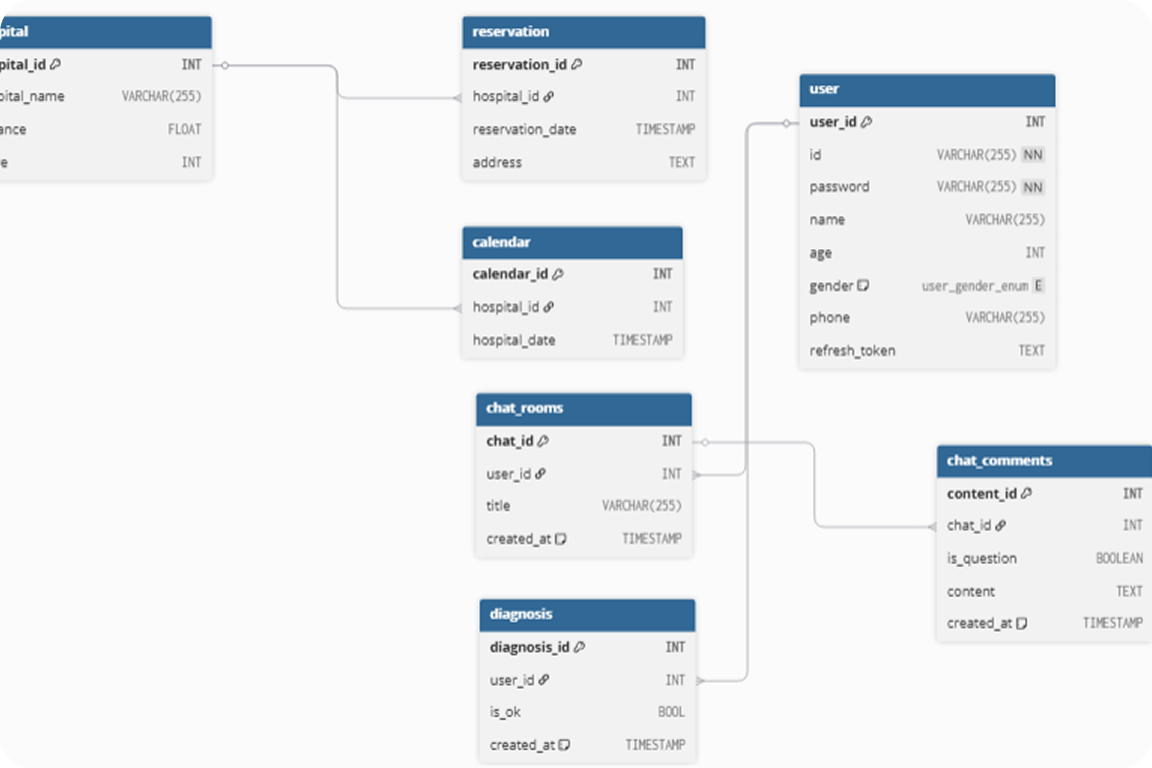 pital
pital_id INT
pital_name VARCHAR(255)
ance FLOAT
e INT
reservation
reservation_id INT
hospital_id INT
reservation_date TIMESTAMP
address TEXT
calendar
calendar_id INT
hospital_id INT
hospital_date TIMESTAMP
chat_rooms
chat_id INT
user_id INT
title VARCHAR(255)
created_at TIMESTAMP
diagnosis
diagnosis_id INT
user_id INT
is_ok BOOL
created_at TIMESTAMP
user
user_id INT
id VARCHAR(255) NN
password VARCHAR(255) NN
name VARCHAR(255)
age INT
gender user_gender_enum E
phone VARCHAR(255)
refresh_token TEXT
chat_comments
content_id INT
chat_id INT
is_question BOOLEAN
content TEXT
created_at TIMESTAMP